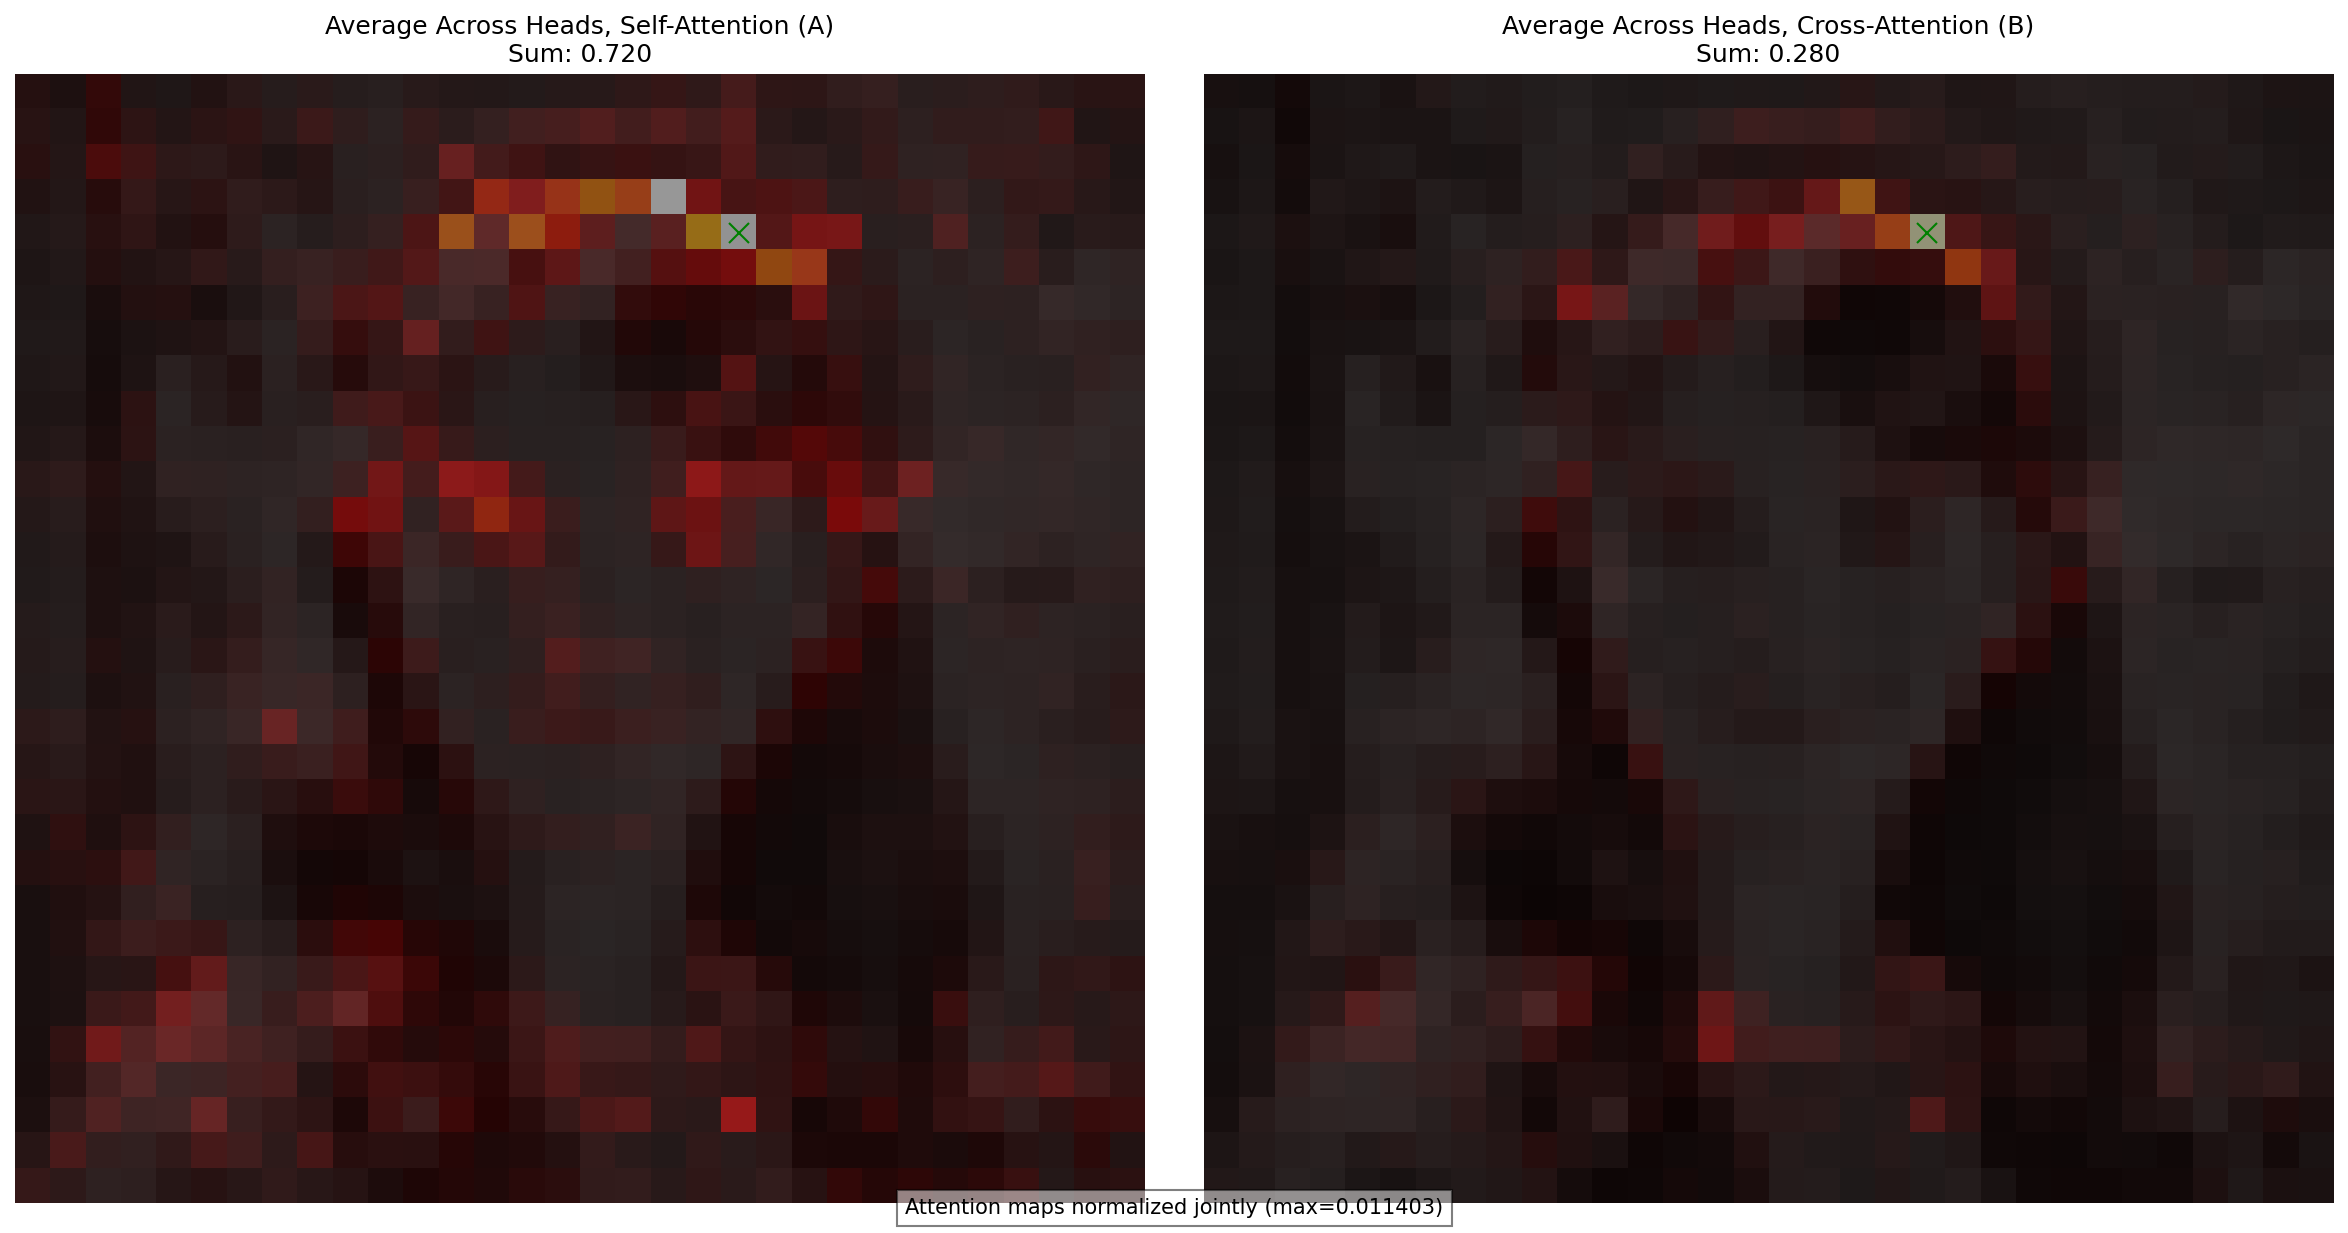 Average Across Heads, Self-Attention (A)
Sum: 0.720
Average Across Heads, Cross-Attention (B)
Sum: 0.280
Attention maps normalized jointly (max=0.011403)